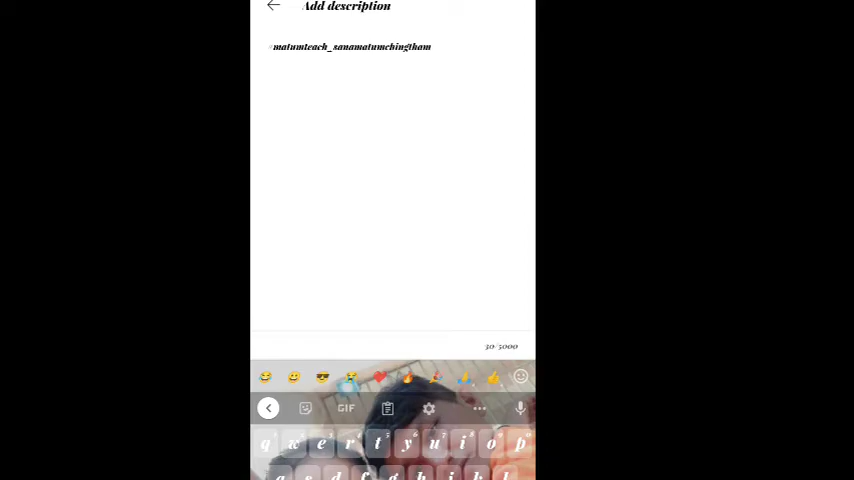 Add description
#matumteach_sanamatumchingtham
30/5000
GIF
q w e r t y u i o p
a s d f g h j k l